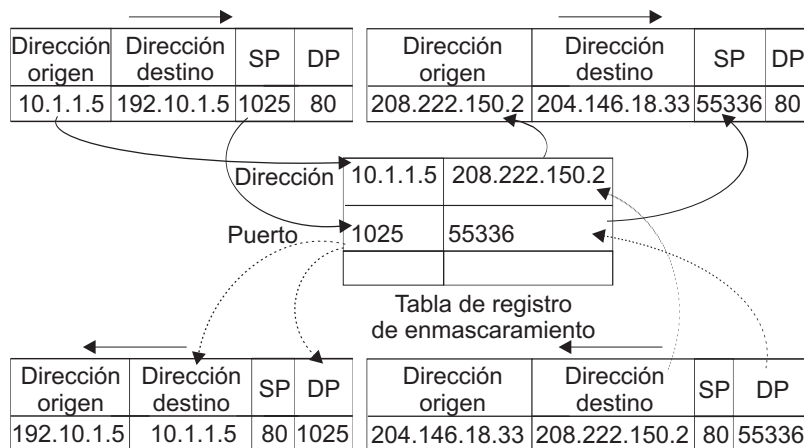 Dirección origen Dirección destino SP DP
10.1.1.5 192.10.1.5 1025 80
Dirección origen Dirección destino SP DP
208.222.150.2 204.146.18.33 55336 80
Dirección 10.1.1.5 208.222.150.2
Puerto 1025 55336
Tabla de registro
de enmascaramiento
Dirección origen Dirección destino SP DP
192.10.1.5 10.1.1.5 80 1025
Dirección origen Dirección destino SP DP
204.146.18.33 208.222.150.2 80 55336